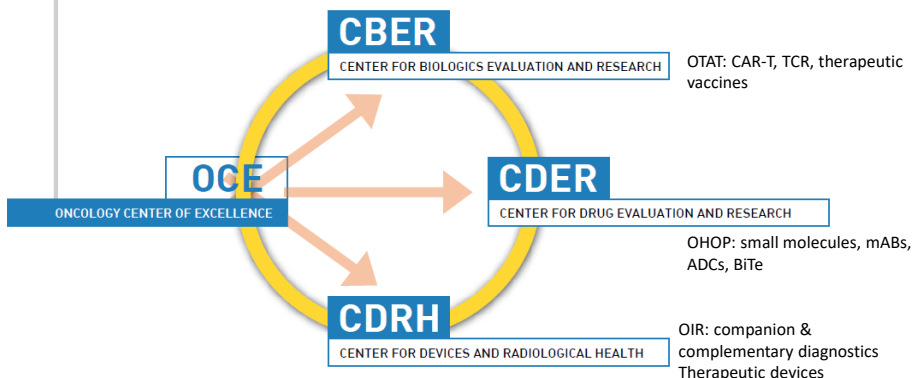 CBER
CENTER FOR BIOLOGICS EVALUATION AND RESEARCH
OTAT: CAR-T, TCR, therapeutic
vaccines
OCE
ONCOLOGY CENTER OF EXCELLENCE
CDER
CENTER FOR DRUG EVALUATION AND RESEARCH
OHOP: small molecules, mABs,
ADCs, BiTe
CDRH
CENTER FOR DEVICES AND RADIOLOGICAL HEALTH
OIR: companion &
complementary diagnostics
Therapeutic devices